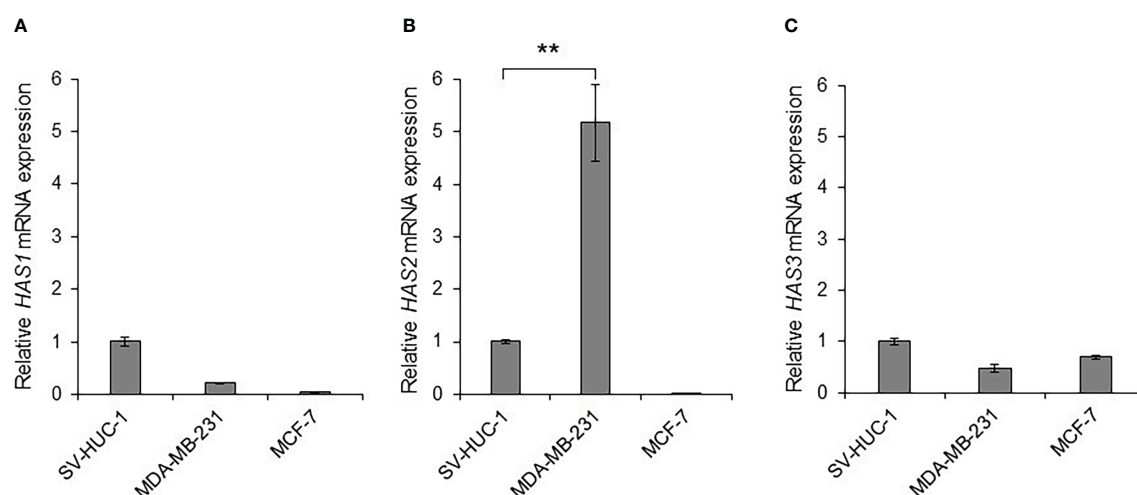 A
Relative HAS1 mRNA expression
6
5
4
3
2
1
0
SV-HUC-1
MDA-MB-231
MCF-7
B
**
Relative HAS2 mRNA expression
6
5
4
3
2
1
0
SV-HUC-1
MDA-MB-231
MCF-7
C
Relative HAS3 mRNA expression
6
5
4
3
2
1
0
SV-HUC-1
MDA-MB-231
MCF-7